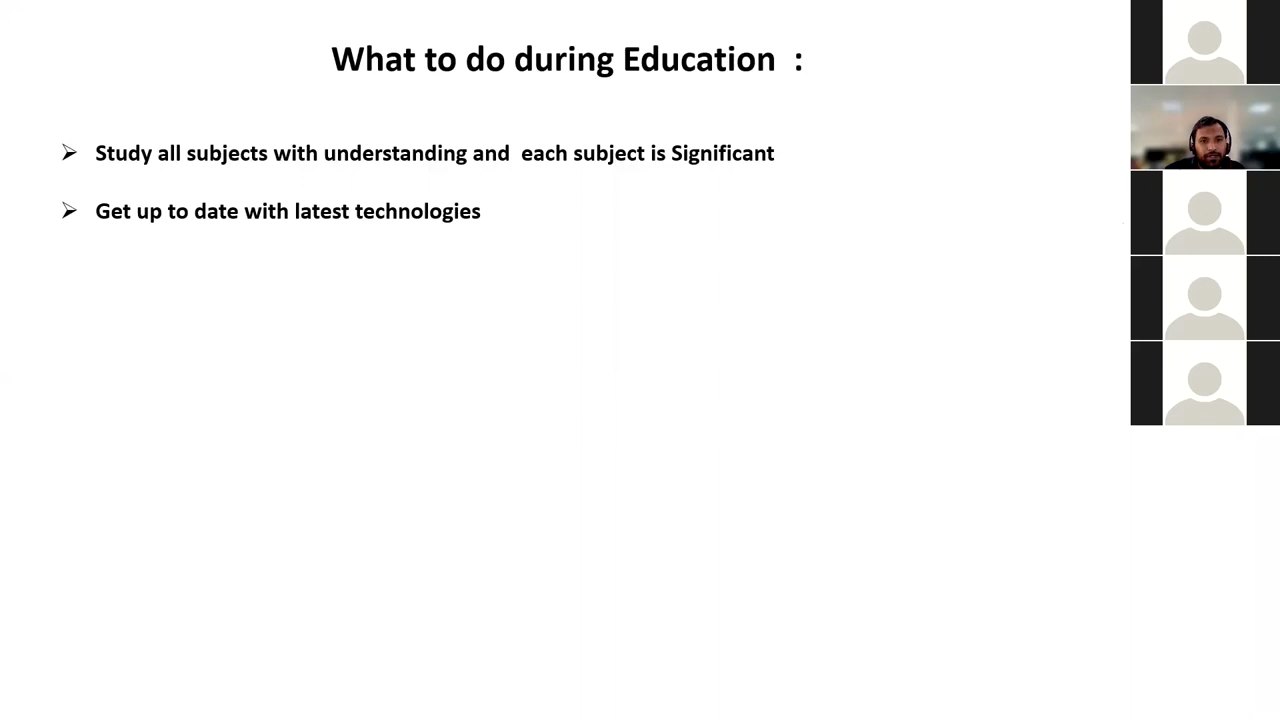 What to do during Education  :
Study all subjects with understanding and  each subject is Significant
Get up to date with latest technologies